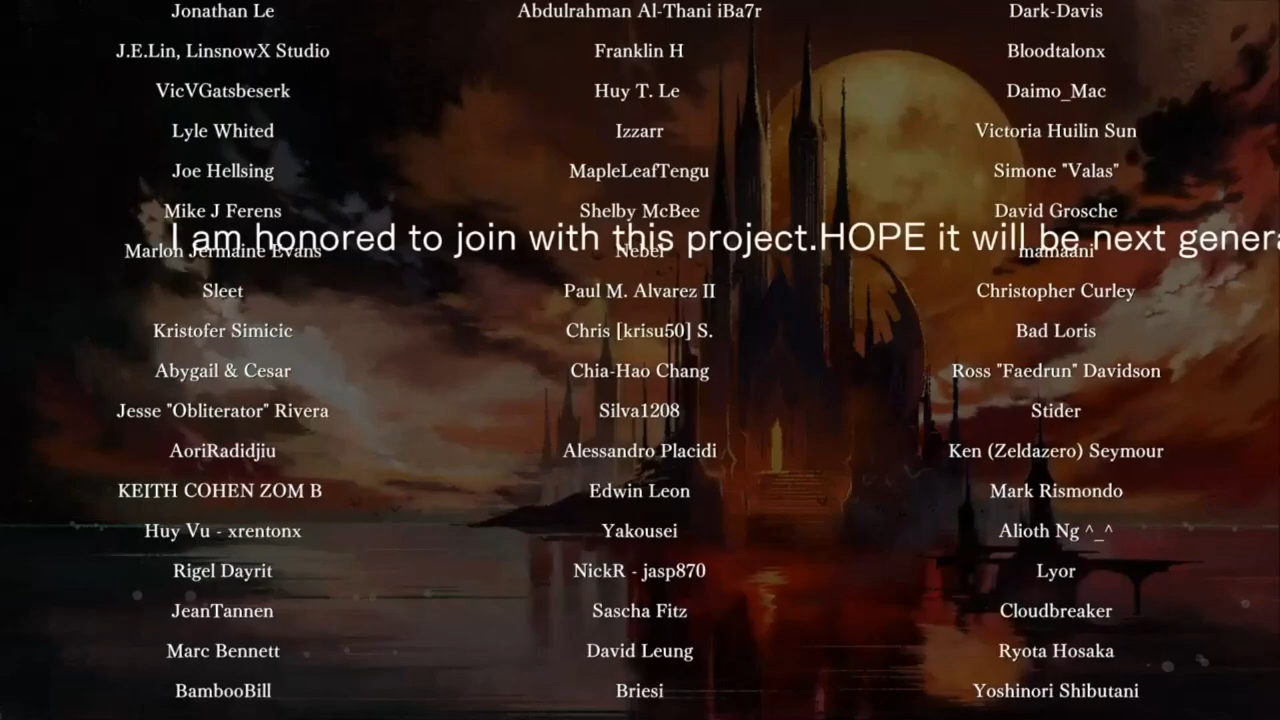 Jonathan Le Abdulrahman Al-Thani iBa7r Dark-Davis
J.E.Lin, LinsnowX Studio Franklin H Bloodtalonx
VicVGatsbeserk Huy T. Le Daimo_Mac
Lyle Whited Izzarr Victoria Huilin Sun
Joe Hellsing MapleLeafTengu Simone "Valas"
Mike J Ferens Shelby McBee David Grosche
I am honored to join with this project.HOPE it will be next genera
Marlon Jermaine Evans Nebel mamaani
Sleet Paul M. Alvarez II Christopher Curley
Kristofer Simicic Chris [krisu50] S. Bad Loris
Abygail & Cesar Chia-Hao Chang Ross "Faedrun" Davidson
Jesse "Obliterator" Rivera Silva1208 Stider
AoriRadidjiu Alessandro Placidi Ken (Zeldazero) Seymour
KEITH COHEN ZOM B Edwin Leon Mark Rismondo
Huy Vu - xrentonx Yakousei Alioth Ng ^_^
Rigel Dayrit NickR - jasp870 Lyor
JeanTannen Sascha Fitz Cloudbreaker
Marc Bennett David Leung Ryota Hosaka
BambooBill Briesi Yoshinori Shibutani